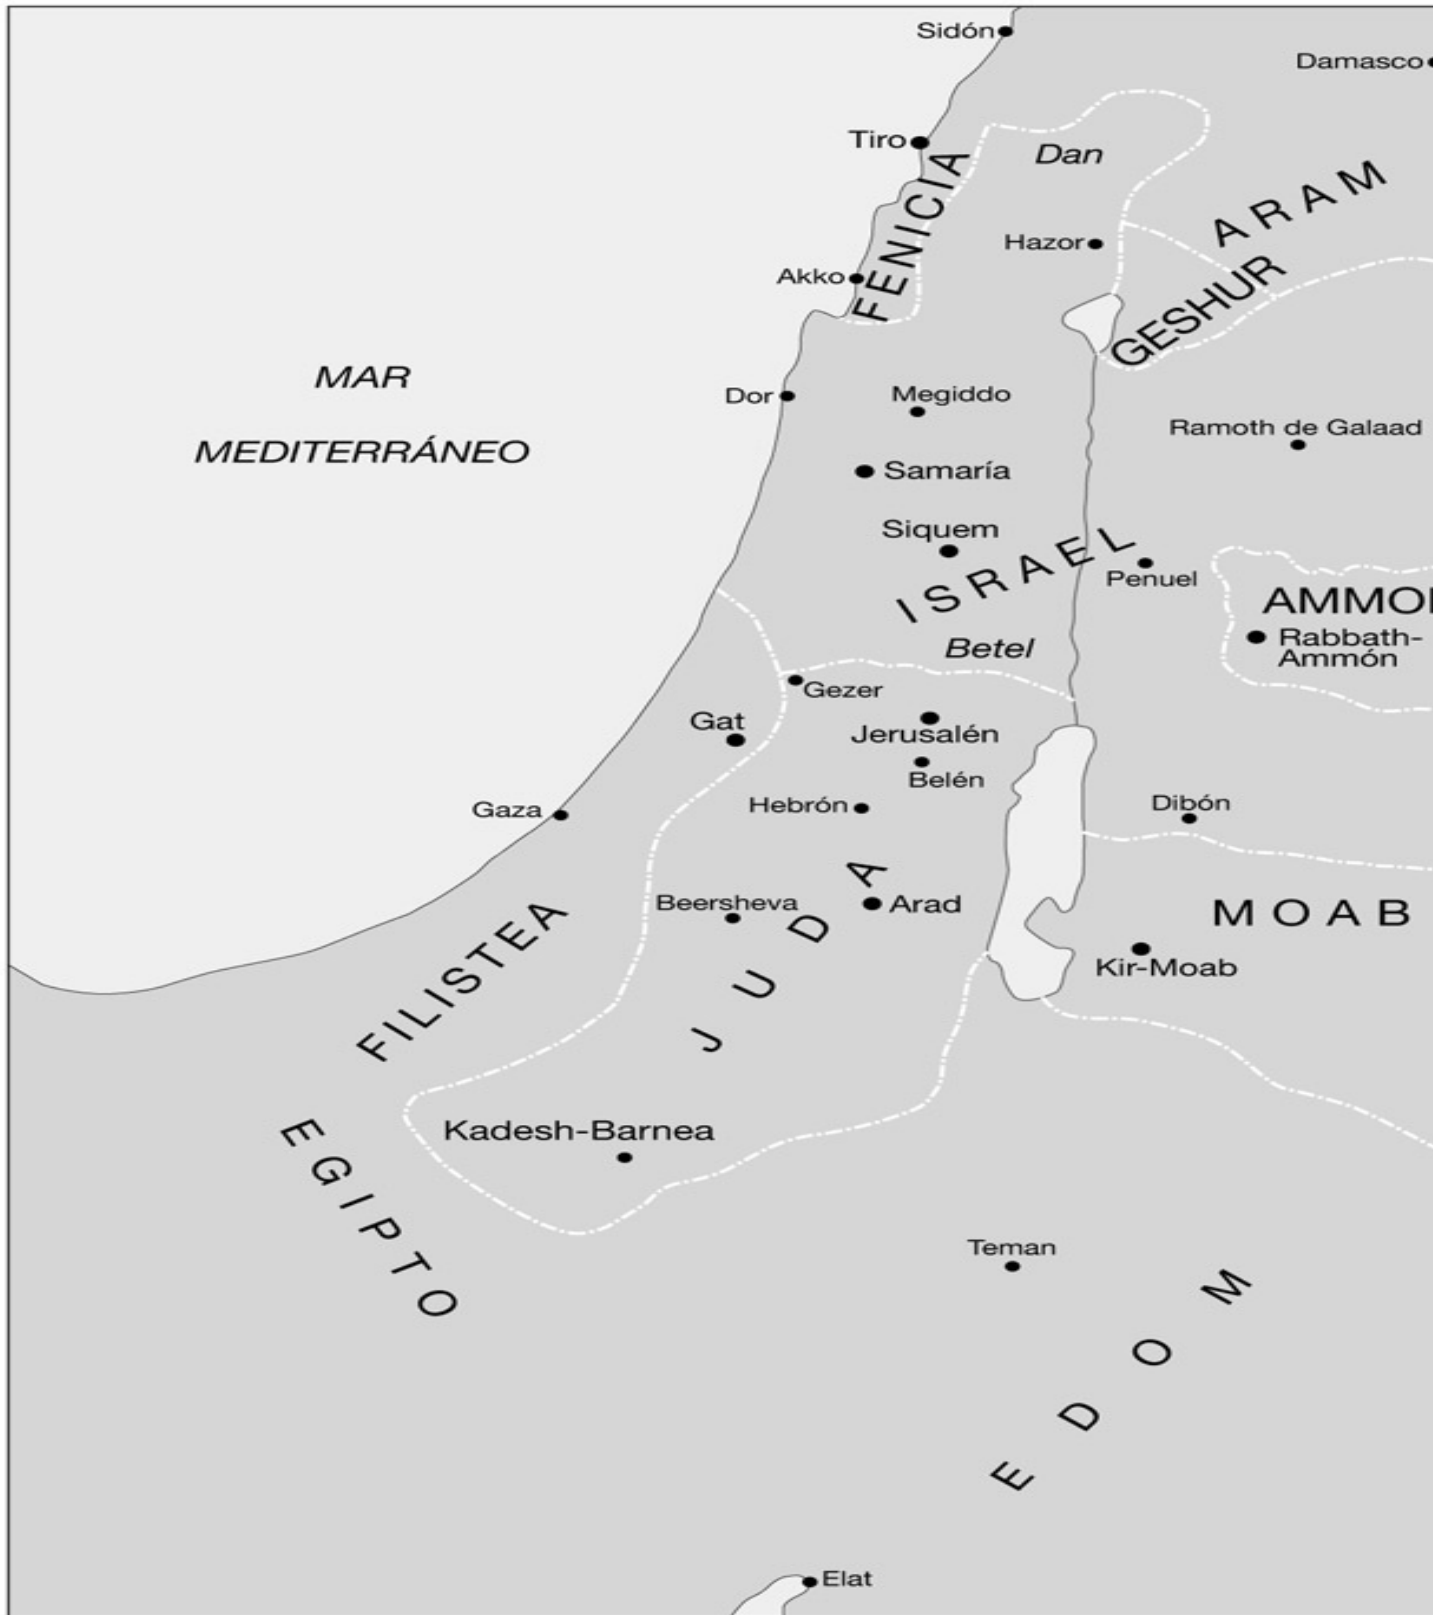 Sidón
Damasco
Tiro
Dan
FENICIA
ARAM
Hazor
Akko
GESHUR
MAR
MEDITERRÁNEO
Dor
Megiddo
Ramoth de Galaad
Samaría
Siquem
ISRAEL
Penuel
AMMO
Rabbath-
Ammón
Betel
Gezer
Gat
Jerusalén
Belén
Gaza
Hebrón
Dibón
JUDA
Beersheva
Arad
FILISTEA
MOAB
Kir-Moab
Kadesh-Barnea
EGIPTO
Teman
EDOM
Elat